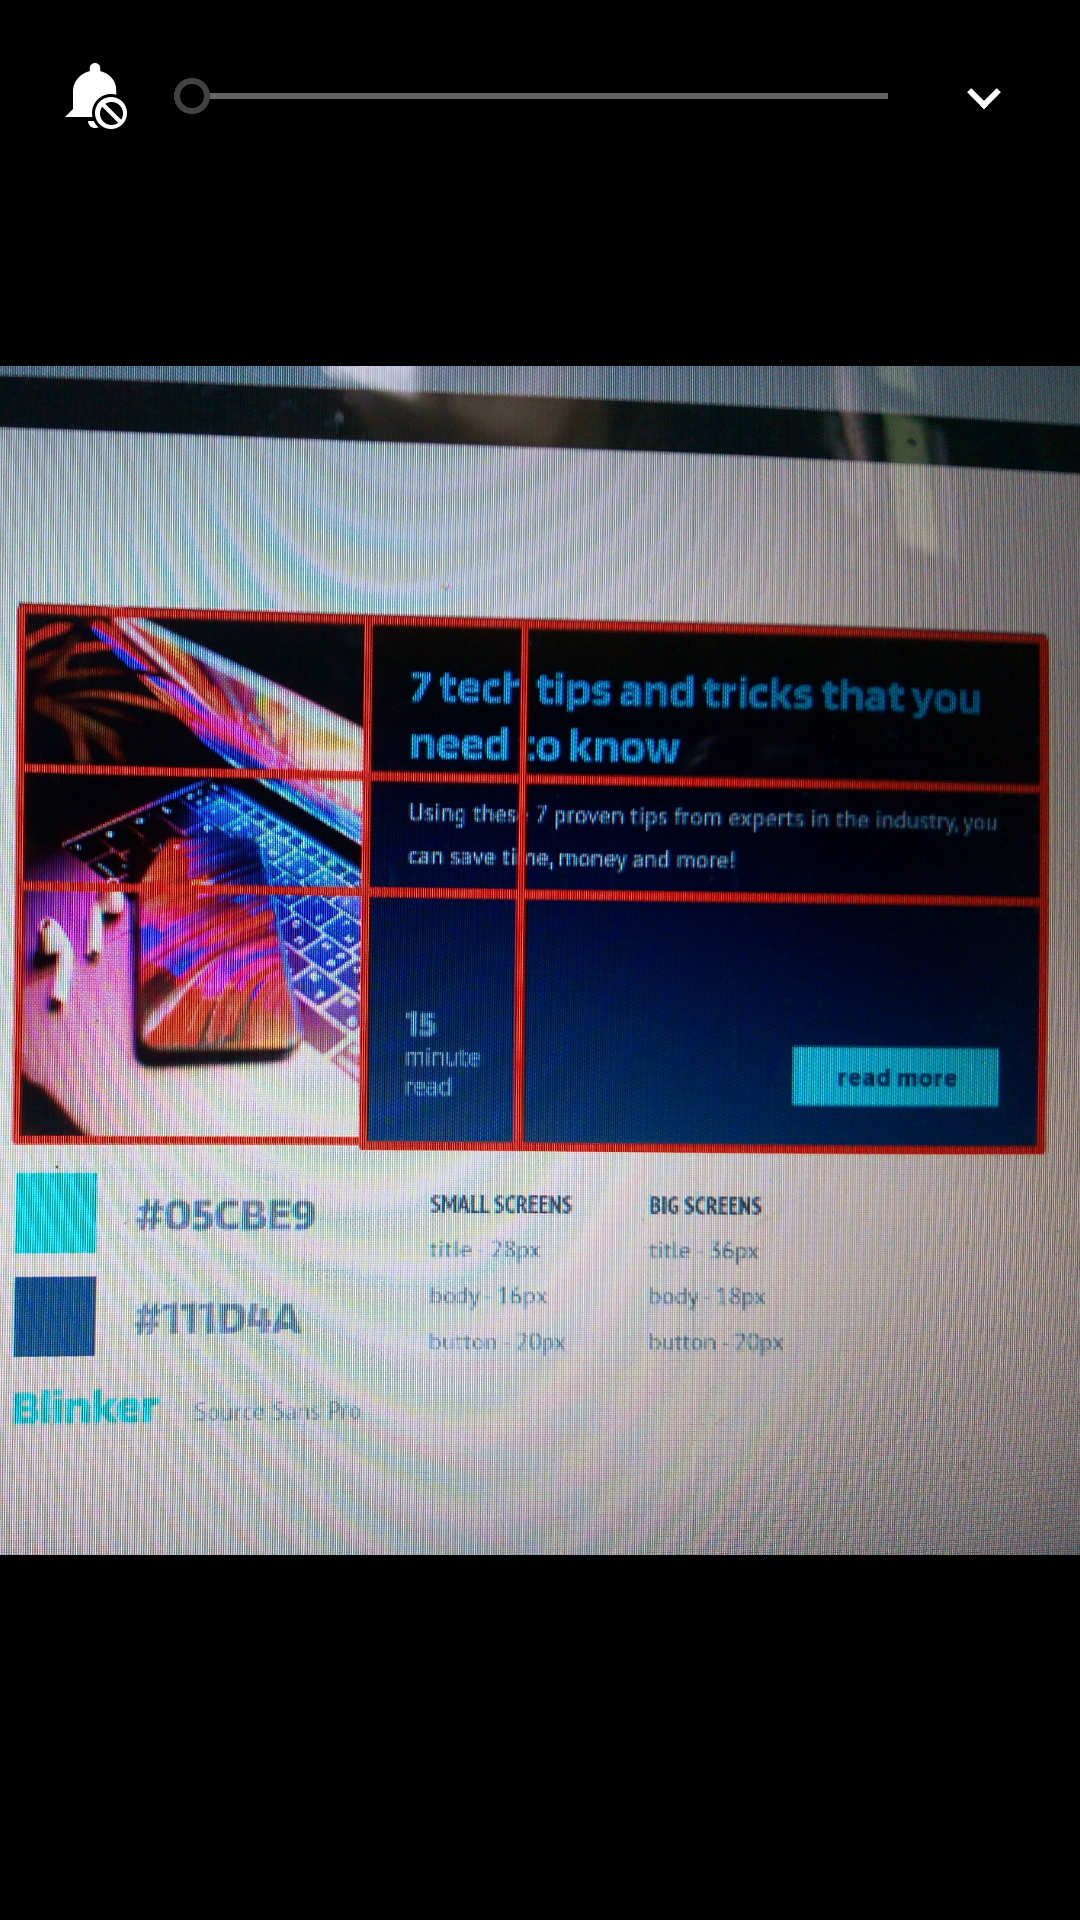 7 tech tips and tricks that you
need to know
Using these 7 proven tips from experts in the industry, you
can save time, money and more!
15
minute
read
read more
#05CBE9
#111D4A
Blinker
Source Sans Pro
SMALL SCREENS
title - 28px
body - 16px
button - 20px
BIG SCREENS
title - 36px
body - 18px
button - 20px